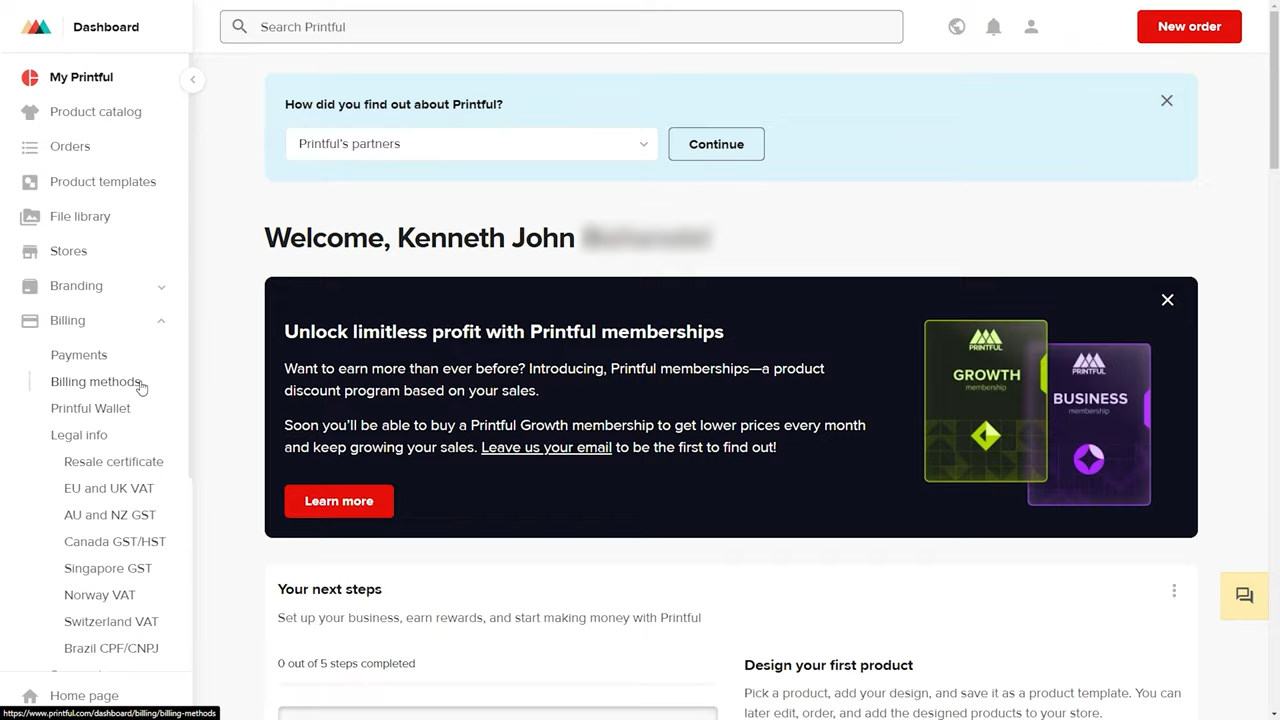 Dashboard
Search Printful
New order
My Printful
Product catalog
Orders
Product templates
File library
Stores
Branding
Billing
Payments
Billing methods
Printful Wallet
Legal info
Resale certificate
EU and UK VAT
AU and NZ GST
Canada GST/HST
Singapore GST
Norway VAT
Switzerland VAT
Brazil CPF/CNPJ
Home page
https://www.printful.com/dashboard/billing/billing-methods
How did you find out about Printful?
Printful's partners
Continue
Welcome, Kenneth John
Unlock limitless profit with Printful memberships
Want to earn more than ever before? Introducing, Printful memberships—a product
discount program based on your sales.
Soon you'll be able to buy a Printful Growth membership to get lower prices every month
and keep growing your sales. Leave us your email to be the first to find out!
Learn more
PRINTFUL
GROWTH
membership
PRINTFUL
BUSINESS
membership
Your next steps
Set up your business, earn rewards, and start making money with Printful
0 out of 5 steps completed
Design your first product
Pick a product, add your design, and save it as a product template. You can
later edit, order, and add the designed products to your store.